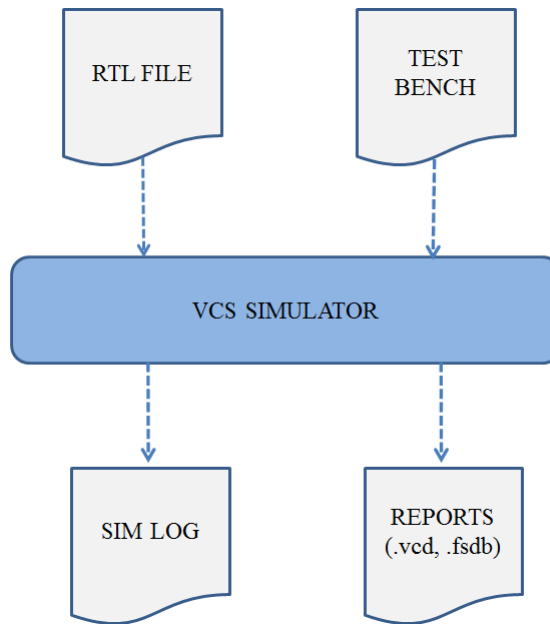 RTL FILE
TEST
BENCH
VCS SIMULATOR
SIM LOG
REPORTS
(.vcd, .fsdb)